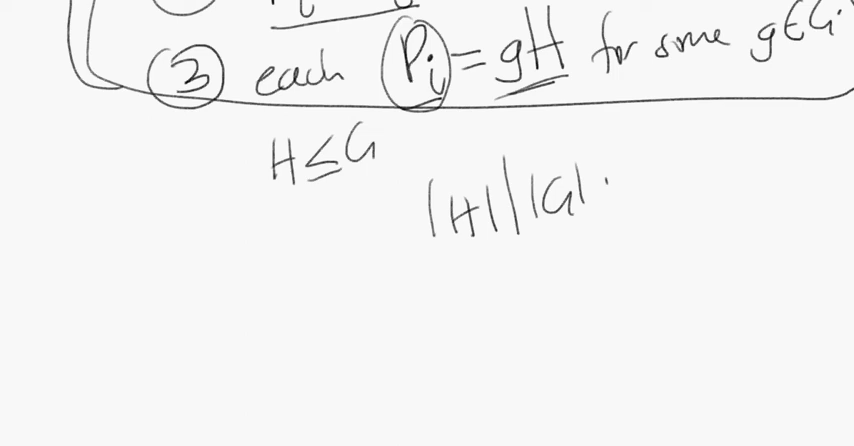 ③ each Pᵢ = gH for some g∈G.
H≤G
|H| | |G|.